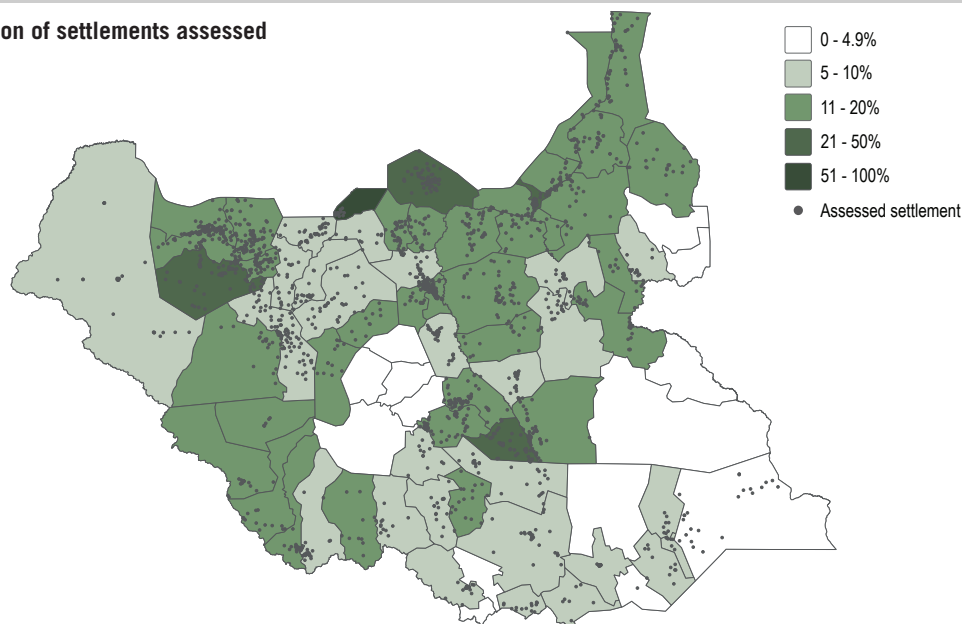 on of settlements assessed
0 - 4.9%
5 - 10%
11 - 20%
21 - 50%
51 - 100%
Assessed settlement